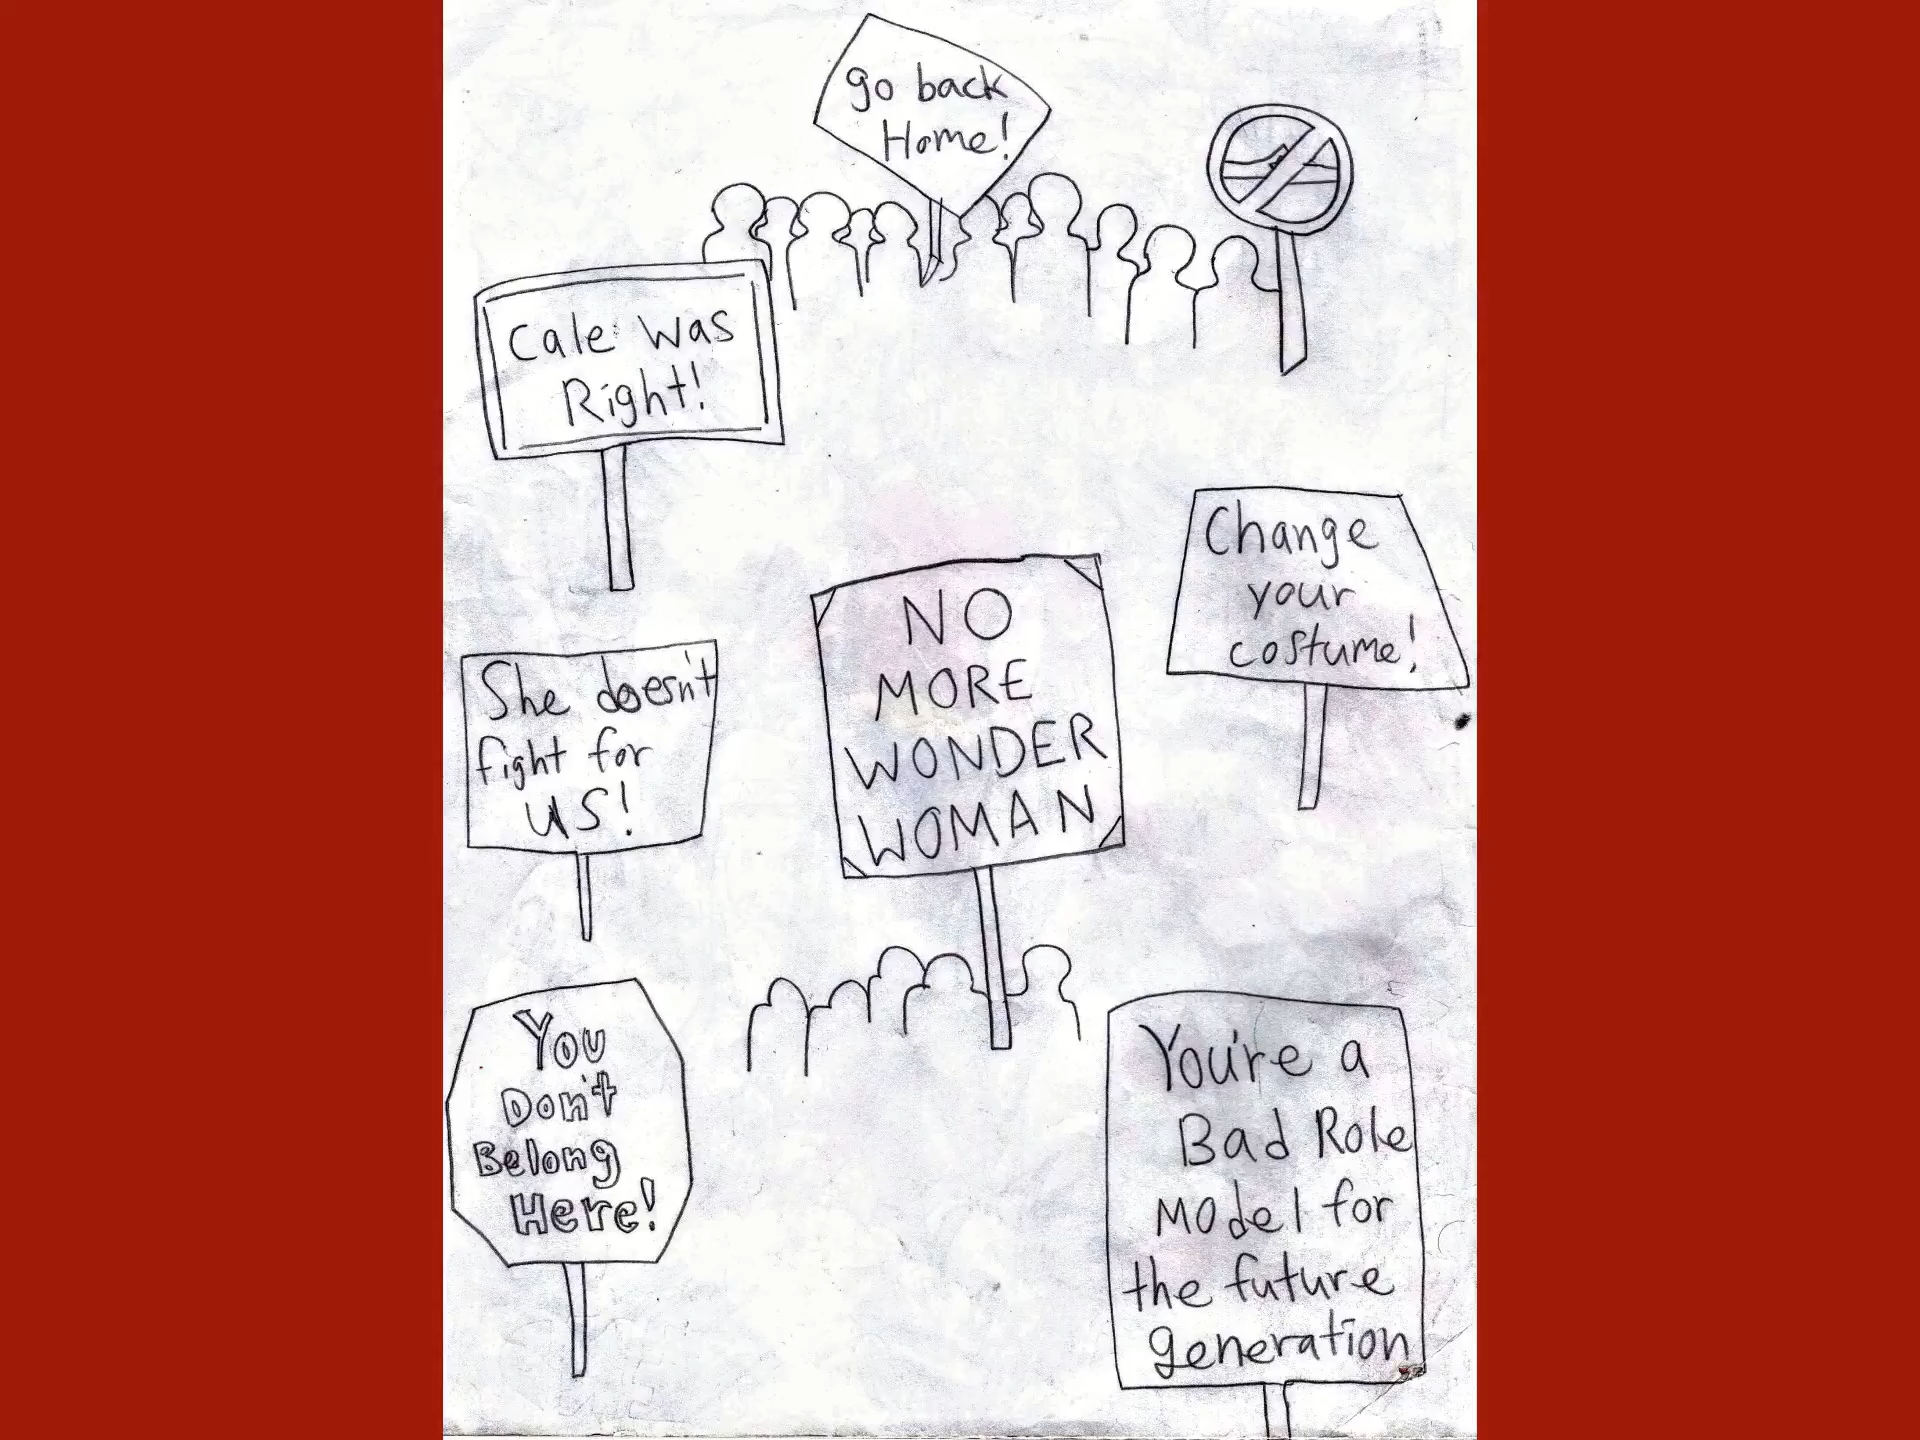 go back
Home!
Cale was
Right!
Change
your
costume!
NO
MORE
WONDER
WOMAN
She doesn't
fight for
US!
You
Don't
Belong
Here!
You're a
Bad Role
Model for
the future
generation